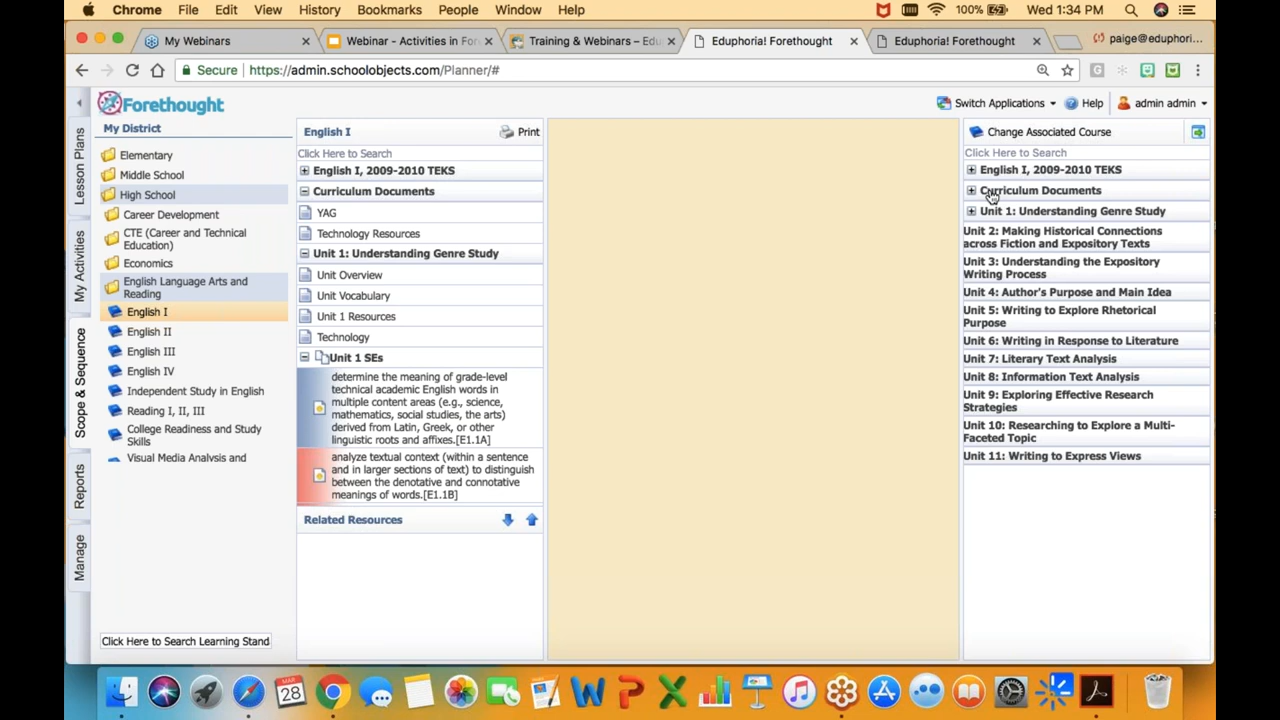 Chrome File Edit View History Bookmarks People Window Help 100% Wed 1:34 PM
My Webinars Webinar - Activities in For Training & Webinars – Edu Eduphoria! Forethought Eduphoria! Forethought paige@eduphori...
Secure https://admin.schoolobjects.com/Planner/#
Forethought
Switch Applications Help admin admin
Lesson Plans
My Activities
Scope & Sequence
Reports
Manage
My District
Elementary
Middle School
High School
Career Development
CTE (Career and Technical
Education)
Economics
English Language Arts and
Reading
English I
English II
English III
English IV
Independent Study in English
Reading I, II, III
College Readiness and Study
Skills
Visual Media Analysis and
Click Here to Search Learning Stand
English I Print
Click Here to Search
English I, 2009-2010 TEKS
Curriculum Documents
YAG
Technology Resources
Unit 1: Understanding Genre Study
Unit Overview
Unit Vocabulary
Unit 1 Resources
Technology
Unit 1 SEs
determine the meaning of grade-level
technical academic English words in
multiple content areas (e.g., science,
mathematics, social studies, the arts)
derived from Latin, Greek, or other
linguistic roots and affixes.[E1.1A]
analyze textual context (within a sentence
and in larger sections of text) to distinguish
between the denotative and connotative
meanings of words.[E1.1B]
Related Resources
Change Associated Course
Click Here to Search
English I, 2009-2010 TEKS
Curriculum Documents
Unit 1: Understanding Genre Study
Unit 2: Making Historical Connections
across Fiction and Expository Texts
Unit 3: Understanding the Expository
Writing Process
Unit 4: Author's Purpose and Main Idea
Unit 5: Writing to Explore Rhetorical
Purpose
Unit 6: Writing in Response to Literature
Unit 7: Literary Text Analysis
Unit 8: Information Text Analysis
Unit 9: Exploring Effective Research
Strategies
Unit 10: Researching to Explore a Multi-
Faceted Topic
Unit 11: Writing to Express Views
MAR
28